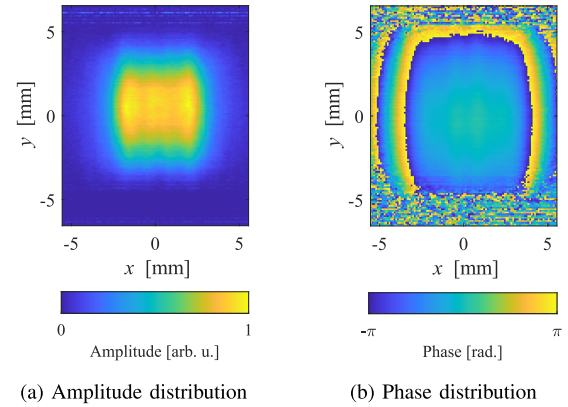 5
0
-5
y [mm]
-5 0 5
x [mm]
0 1
Amplitude [arb. u.]
(a) Amplitude distribution
5
0
-5
y [mm]
-5 0 5
x [mm]
-π π
Phase [rad.]
(b) Phase distribution